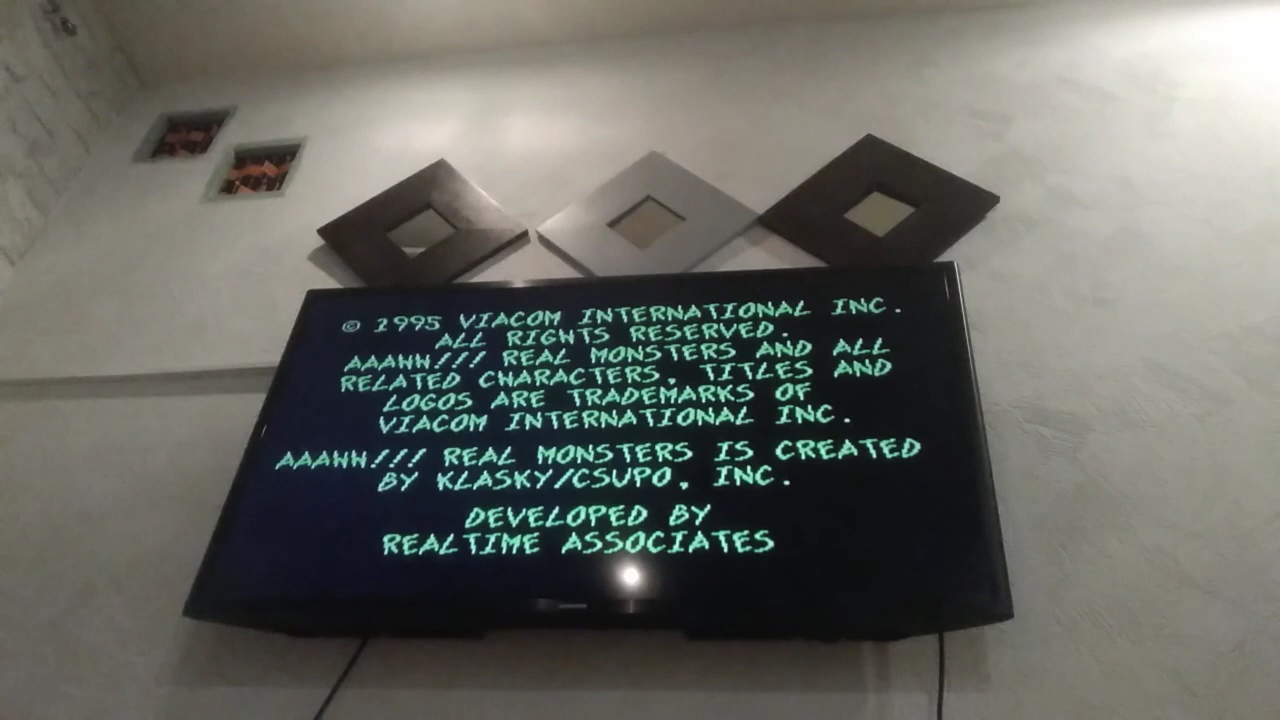 © 1995 VIACOM INTERNATIONAL INC.
ALL RIGHTS RESERVED.
AAAHH!!! REAL MONSTERS AND ALL
RELATED CHARACTERS, TITLES AND
LOGOS ARE TRADEMARKS OF
VIACOM INTERNATIONAL INC.
AAAHH!!! REAL MONSTERS IS CREATED
BY KLASKY/CSUPO, INC.
DEVELOPED BY
REALTIME ASSOCIATES